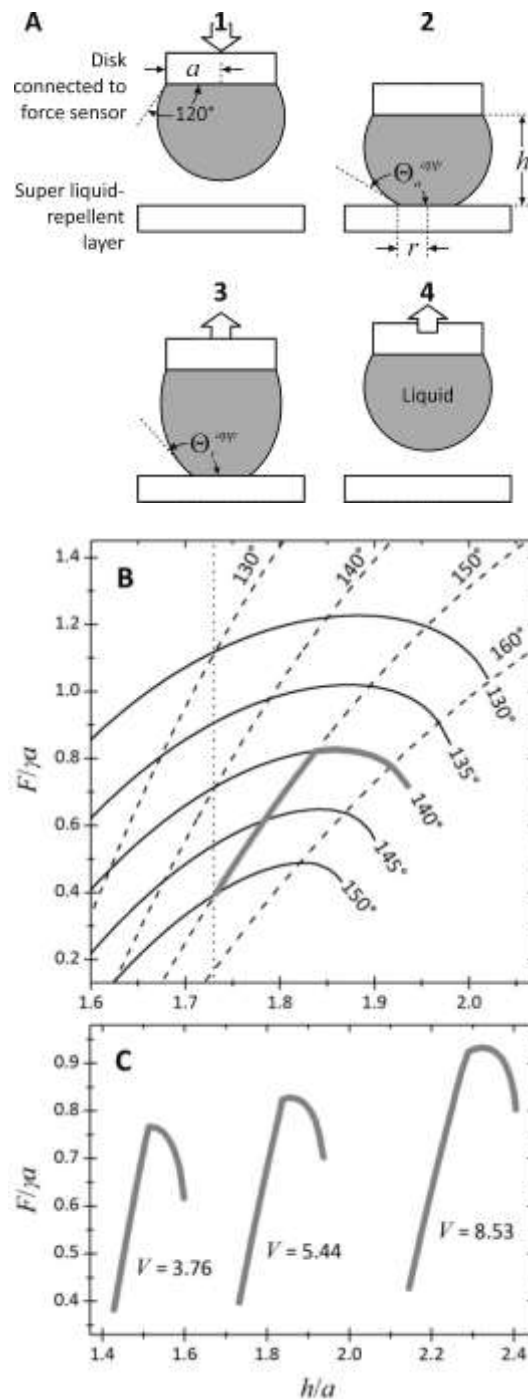 A
1
2
Disk
connected to
force sensor
a
120°
h
Super liquid-
repellent
layer
Θ
r
3
4
Liquid
Θ
B
1.4
1.2
1.0
0.8
0.6
0.4
0.2
F/γa
130°
140°
150°
160°
130°
135°
140°
145°
150°
1.6 1.7 1.8 1.9 2.0
C
0.9
0.8
0.7
0.6
0.5
0.4
F/γa
V = 3.76
V = 5.44
V = 8.53
1.4 1.6 1.8 2.0 2.2 2.4
h/a